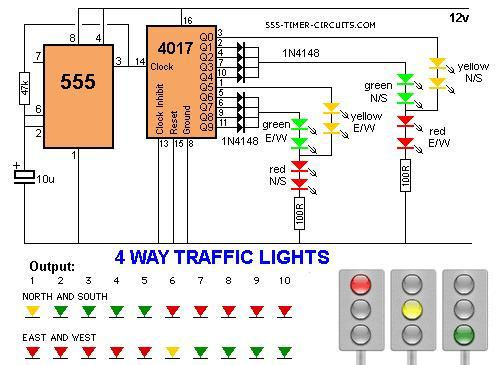 555-TIMER-CIRCUITS.COM
12v
16
8 4
7
3
14
555
47k
6
2
1
+
10u
4017
Clock
Clock Inhibit
Reset
Ground
13 15 8
Q0 3
Q1 2
Q2 4
Q3 7
Q4 10
Q5 1
Q6 5
Q7 6
Q8 9
Q9 11
1N4148
1N4148
yellow
N/S
green
N/S
red
E/W
100R
yellow
E/W
green
E/W
red
N/S
100R
4 WAY TRAFFIC LIGHTS
Output:
1 2 3 4 5 6 7 8 9 10
NORTH AND SOUTH
EAST AND WEST